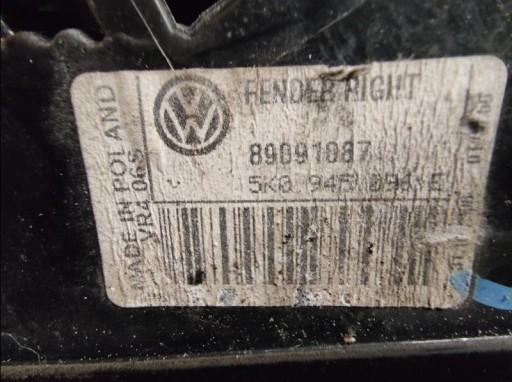 FENDER RIGHT
89091087
5K0 945 094 E
MADE IN POLAND
VR4 06S